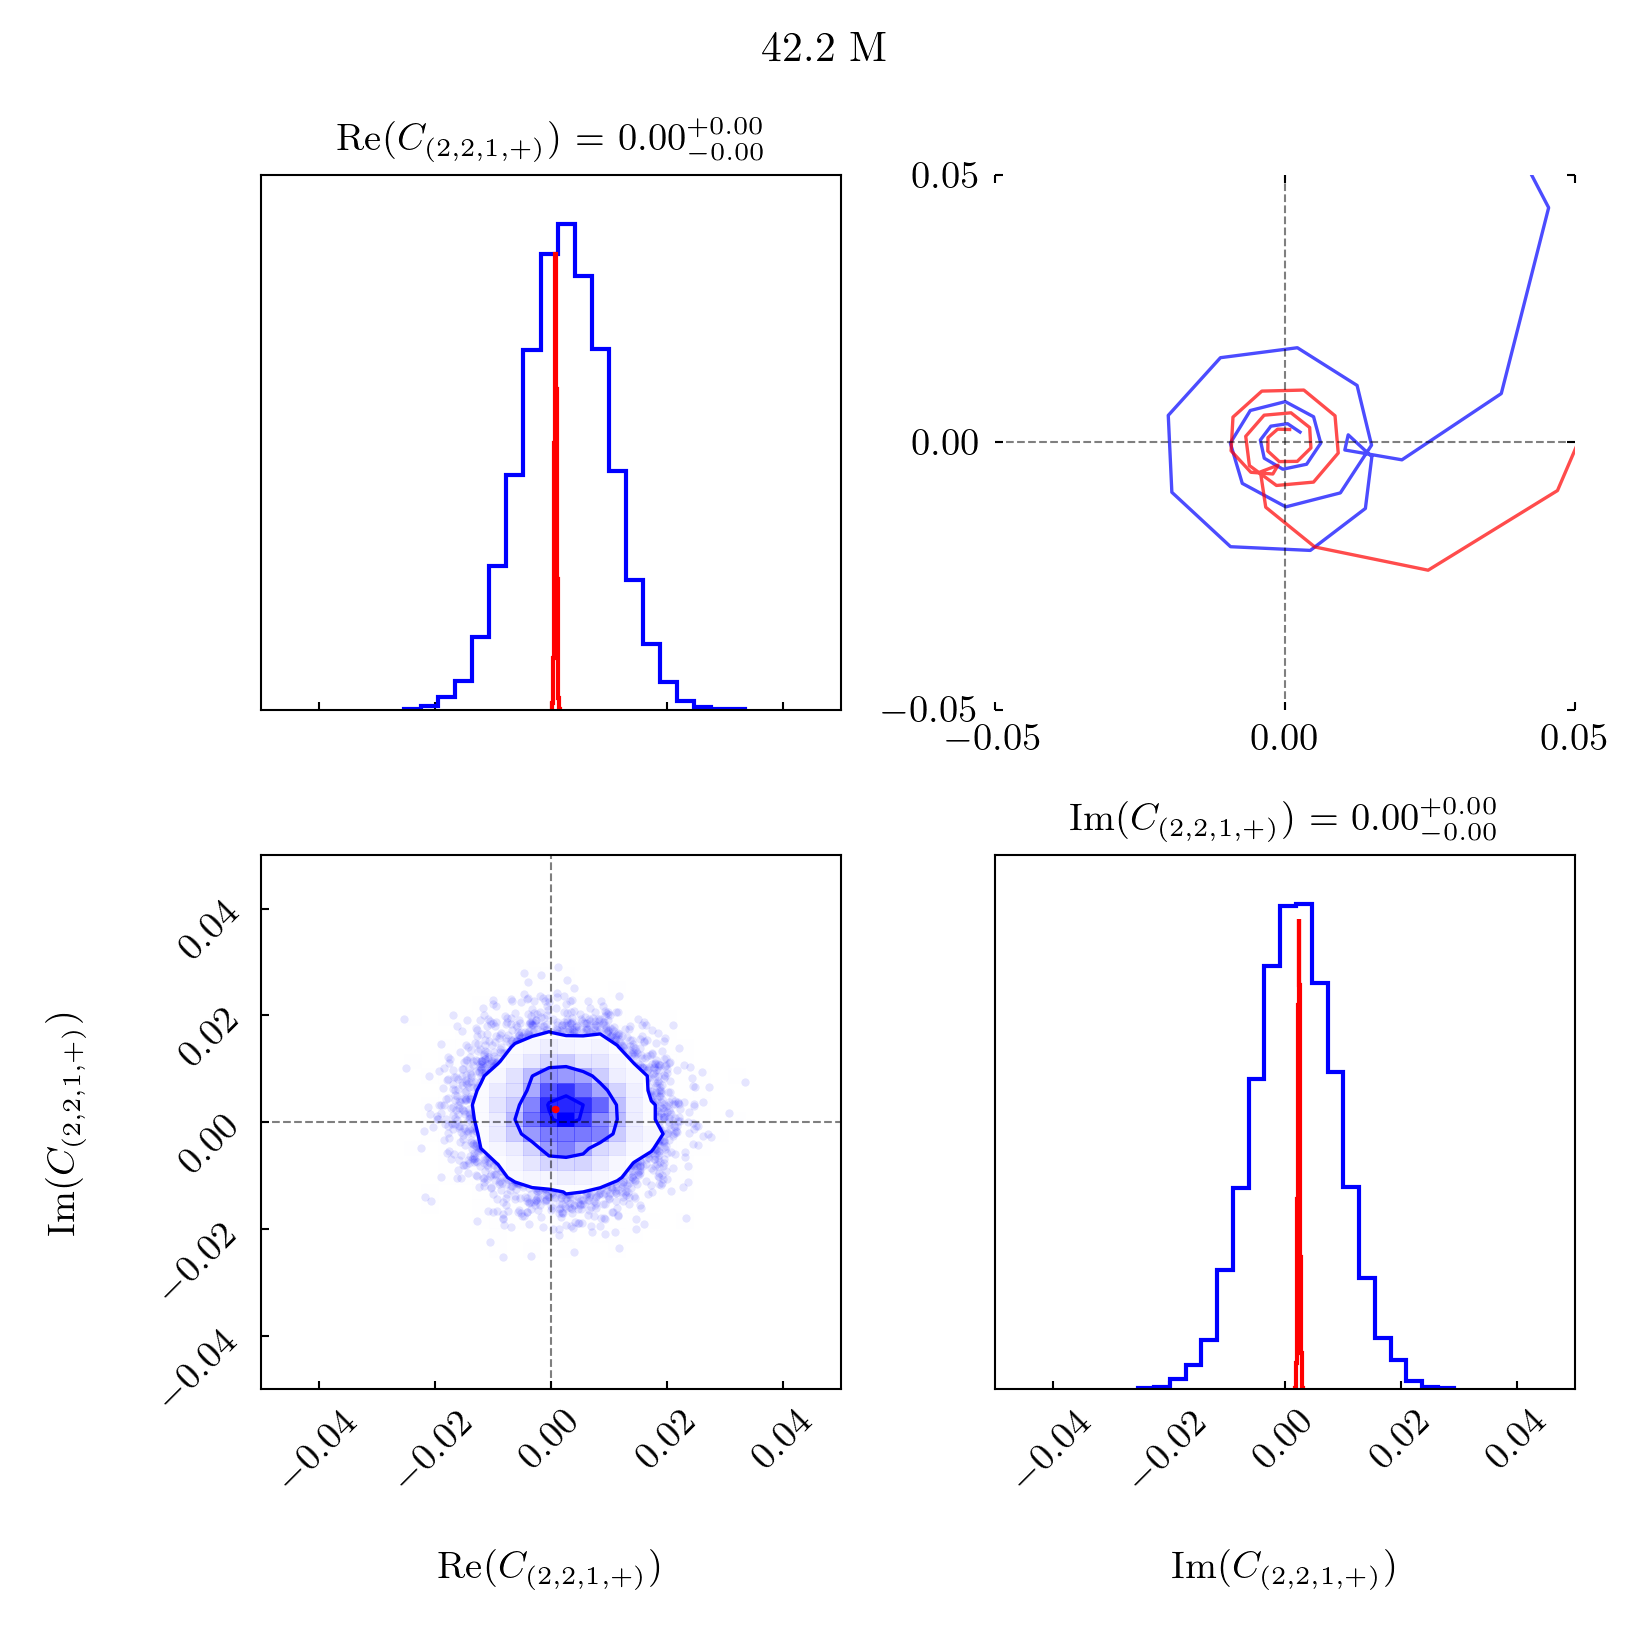 42.2 M
Re(C_{(2,2,1,+)}) = 0.00^{+0.00}_{-0.00}
0.05
0.00
−0.05
−0.05 0.00 0.05
Im(C_{(2,2,1,+)}) = 0.00^{+0.00}_{-0.00}
Im(C_{(2,2,1,+)})
0.04
0.02
0.00
−0.02
−0.04
−0.04 −0.02 0.00 0.02 0.04
−0.04 −0.02 0.00 0.02 0.04
Re(C_{(2,2,1,+)})
Im(C_{(2,2,1,+)})